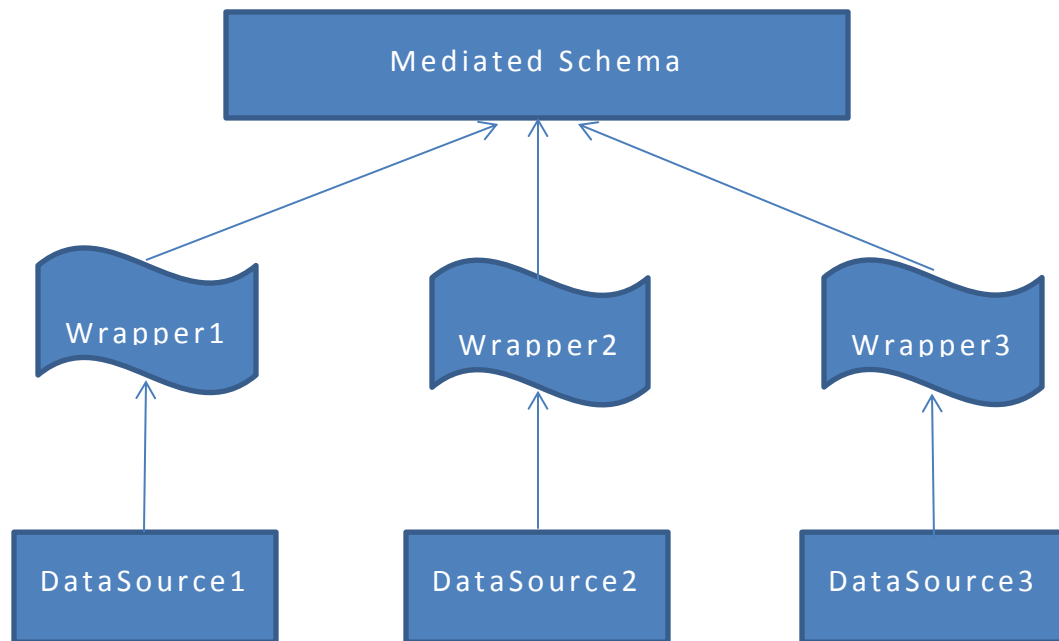 Mediated Schema
Wrapper1
Wrapper2
Wrapper3
DataSource1
DataSource2
DataSource3